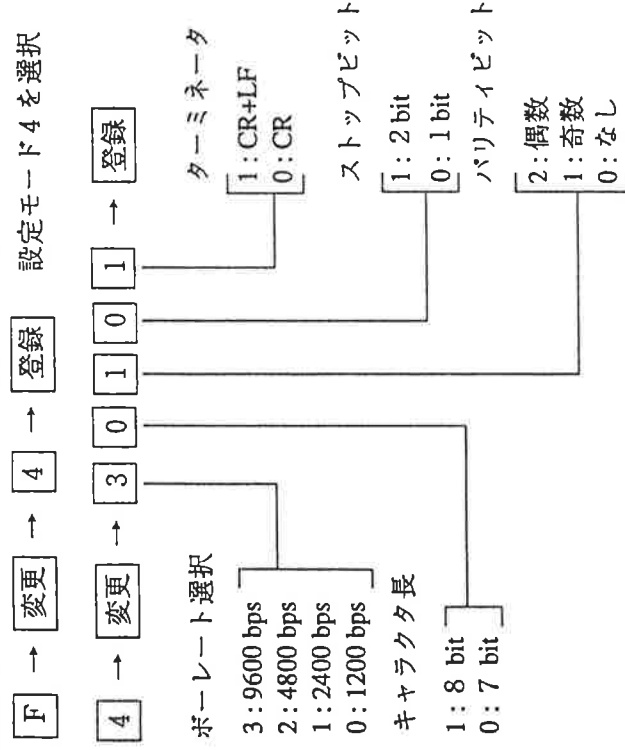 F → 変更 → 4 → 登録 設定モード4を選択
4 → 変更 → 3 0 1 0 1 → 登録
ボーレート選択
3 : 9600 bps
2 : 4800 bps
1 : 2400 bps
0 : 1200 bps
キャラクタ長
1 : 8 bit
0 : 7 bit
ターミネータ
1 : CR+LF
0 : CR
ストップビット
1 : 2 bit
0 : 1 bit
パリティビット
2 : 偶数
1 : 奇数
0 : なし